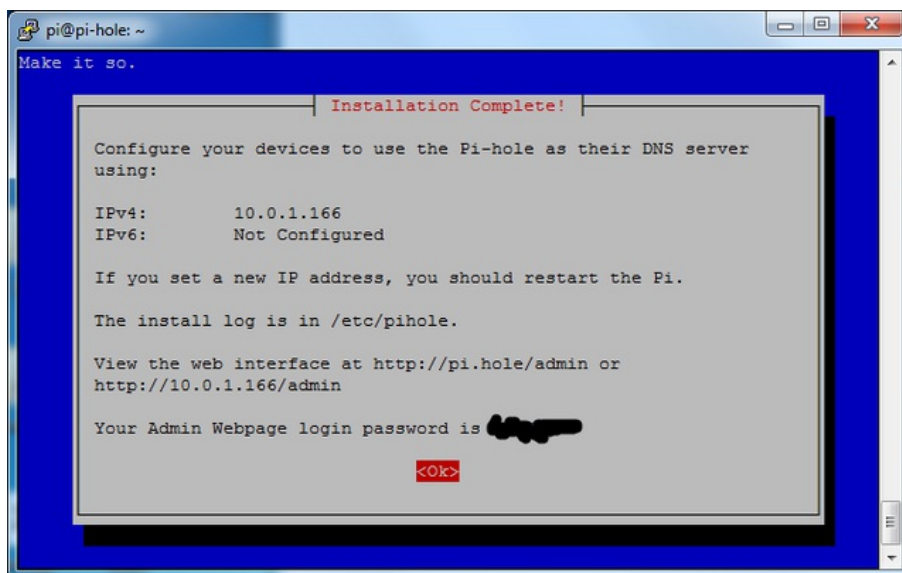 pi@pi-hole: ~
Make it so.
Installation Complete!
Configure your devices to use the Pi-hole as their DNS server
using:
IPv4: 10.0.1.166
IPv6: Not Configured
If you set a new IP address, you should restart the Pi.
The install log is in /etc/pihole.
View the web interface at http://pi.hole/admin or
http://10.0.1.166/admin
Your Admin Webpage login password is
<Ok>